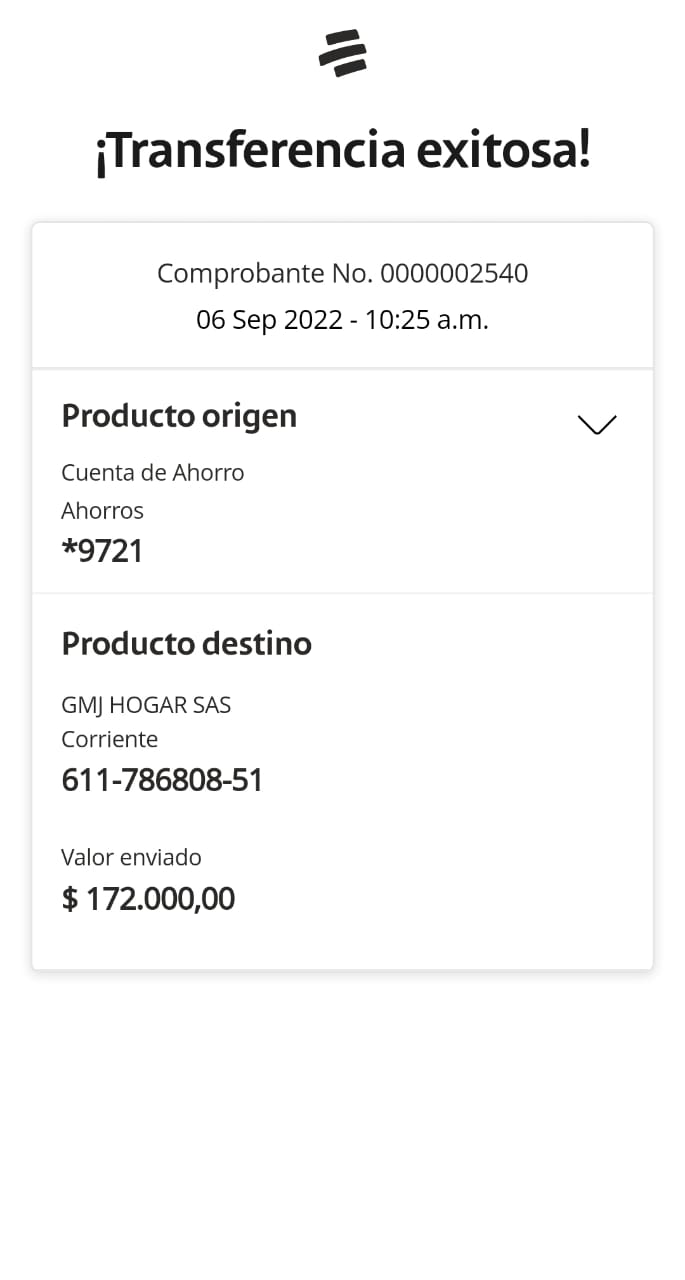 ¡Transferencia exitosa!
Comprobante No. 0000002540
06 Sep 2022 - 10:25 a.m.
Producto origen
Cuenta de Ahorro
Ahorros
*9721
Producto destino
GMJ HOGAR SAS
Corriente
611-786808-51
Valor enviado
$ 172.000,00